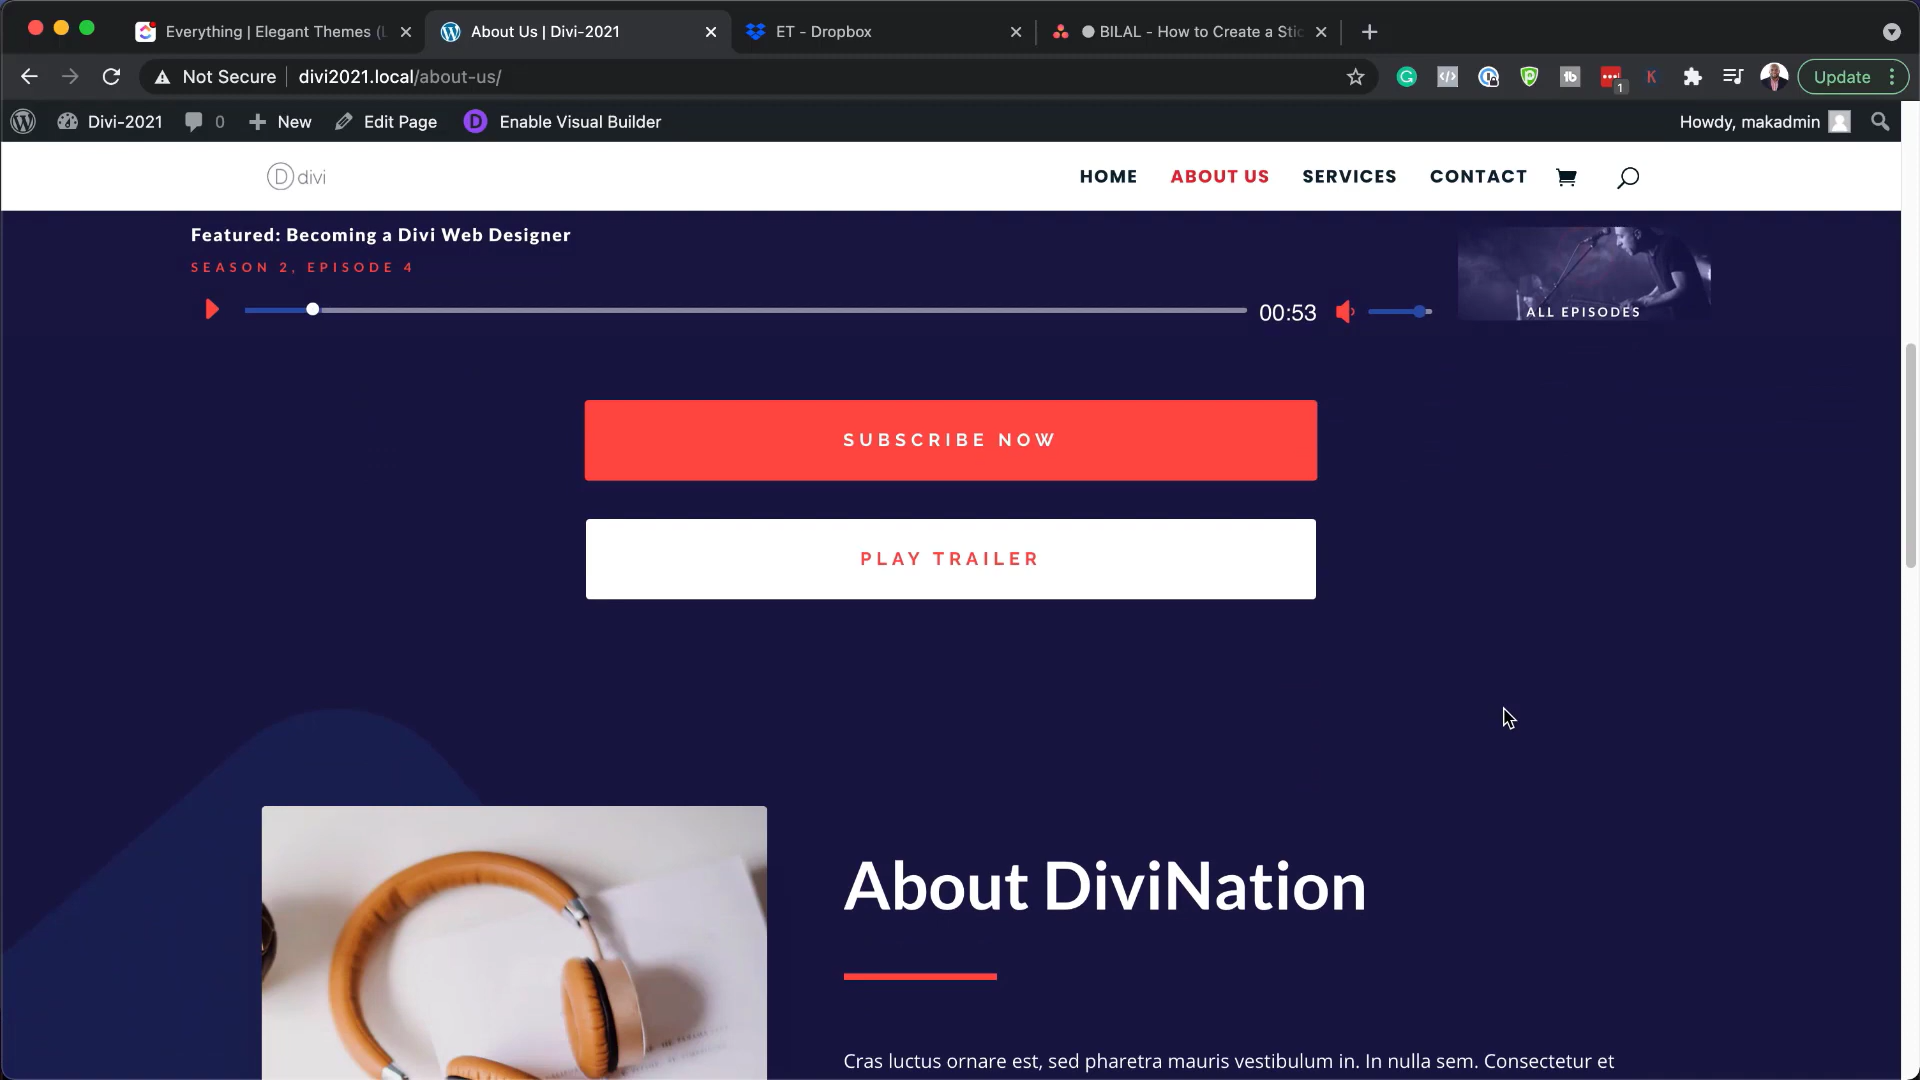 Everything | Elegant Themes (
About Us | Divi-2021
ET - Dropbox
BILAL - How to Create a Stic
Not Secure
divi2021.local/about-us/
1
Update
Divi-2021
0
New
Edit Page
D
Enable Visual Builder
Howdy, makadmin
D divi
HOME
ABOUT US
SERVICES
CONTACT
Featured: Becoming a Divi Web Designer
SEASON 2, EPISODE 4
00:53
ALL EPISODES
SUBSCRIBE NOW
PLAY TRAILER
About DiviNation
Cras luctus ornare est, sed pharetra mauris vestibulum in. In nulla sem. Consectetur et